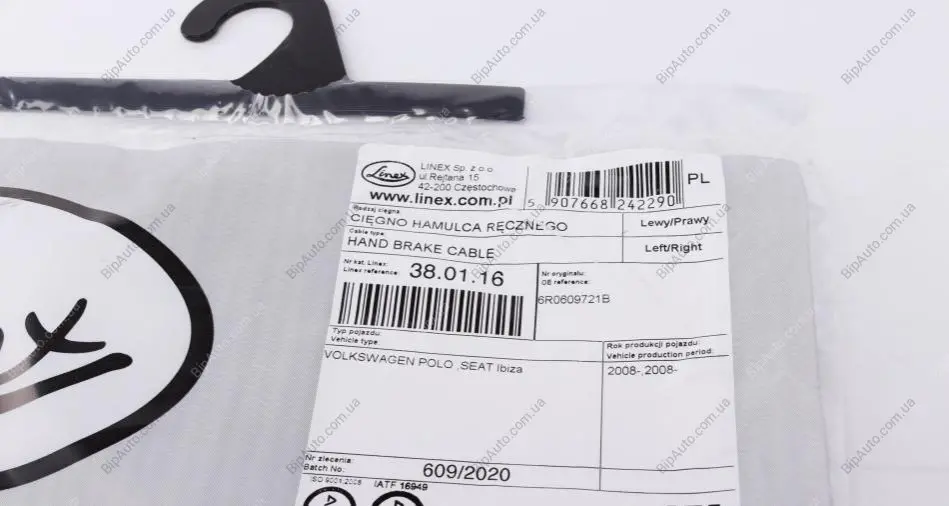 Linex
LINEX Sp. z o.o.
ul Rejtana 15
42-200 Częstochowa
www.linex.com.pl
5 907668 242290
PL
Rodzaj cięgna
CIĘGNO HAMULCA RĘCZNEGO
Lewy/Prawy
Cable type
HAND BRAKE CABLE
Left/Right
Nr kat. Linex:
Linex reference:
38.01.16
Nr oryginału:
OE reference:
6R0609721B
Typ pojazdu:
Vehicle type:
VOLKSWAGEN POLO ,SEAT Ibiza
Rok produkcji pojazdu
Vehicle production period:
2008-,2008-
Nr zlecenia:
Batch No:
609/2020
ISO 9001:2008
IATF 16949
BipAuto.com.ua